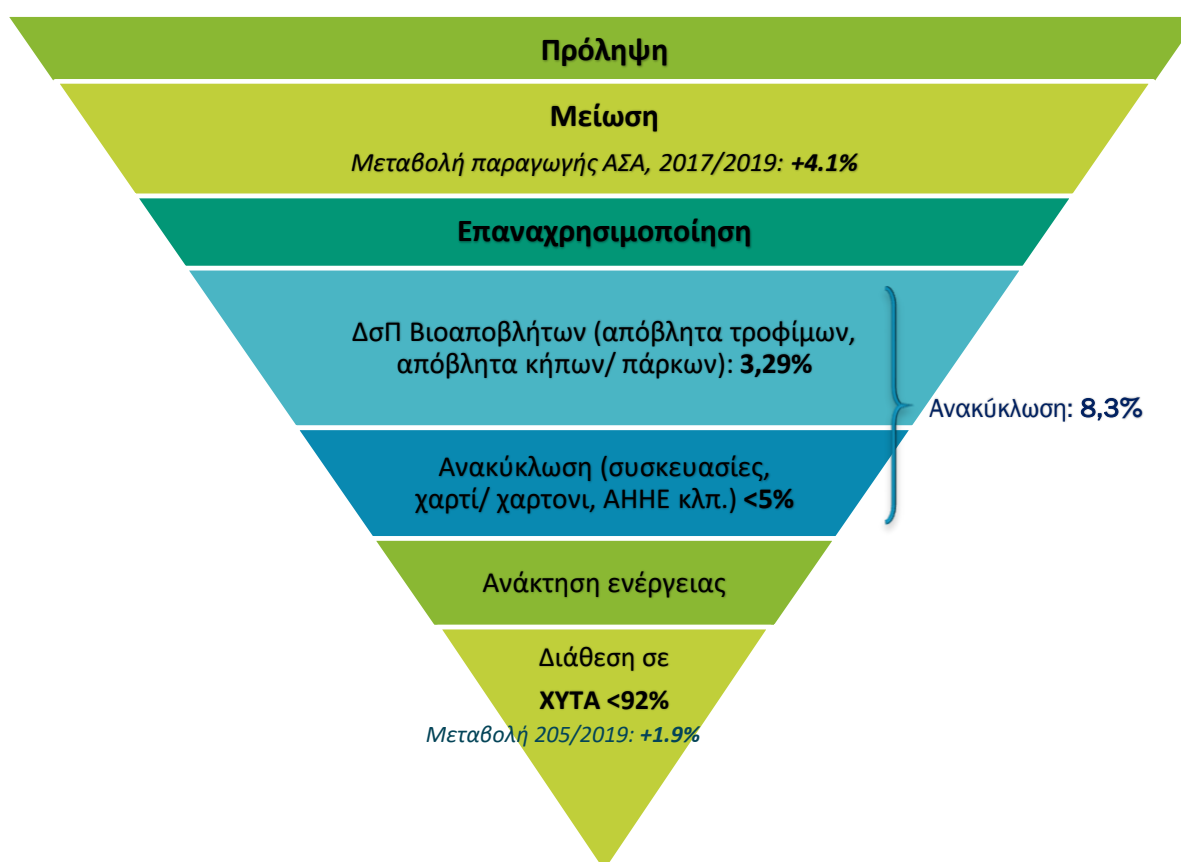 Πρόληψη
Μείωση
Μεταβολή παραγωγής ΑΣΑ, 2017/2019: +4.1%
Επαναχρησιμοποίηση
ΔσΠ Βιοαποβλήτων (απόβλητα τροφίμων,
απόβλητα κήπων/ πάρκων): 3,29%
Ανακύκλωση: 8,3%
Ανακύκλωση (συσκευασίες,
χαρτί/ χαρτονι, ΑΗΗΕ κλπ.) <5%
Ανάκτηση ενέργειας
Διάθεση σε
ΧΥΤΑ <92%
Μεταβολή 205/2019: +1.9%